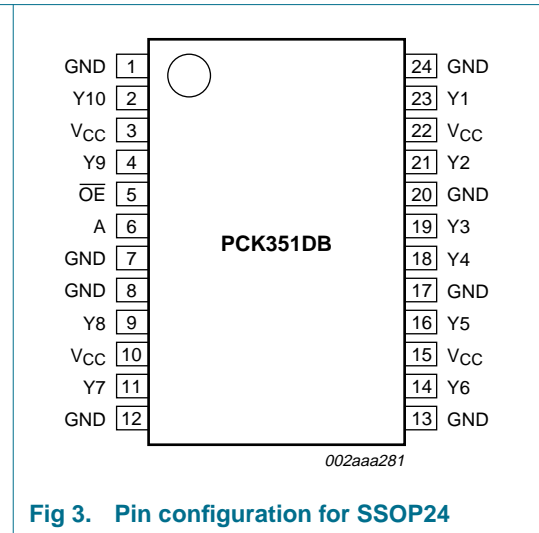 GND 1 24 GND
Y10 2 23 Y1
VCC 3 22 VCC
Y9 4 21 Y2
O̅E̅ 5 20 GND
A 6 19 Y3
PCK351DB
GND 7 18 Y4
GND 8 17 GND
Y8 9 16 Y5
VCC 10 15 VCC
Y7 11 14 Y6
GND 12 13 GND
002aaa281
Fig 3. Pin configuration for SSOP24